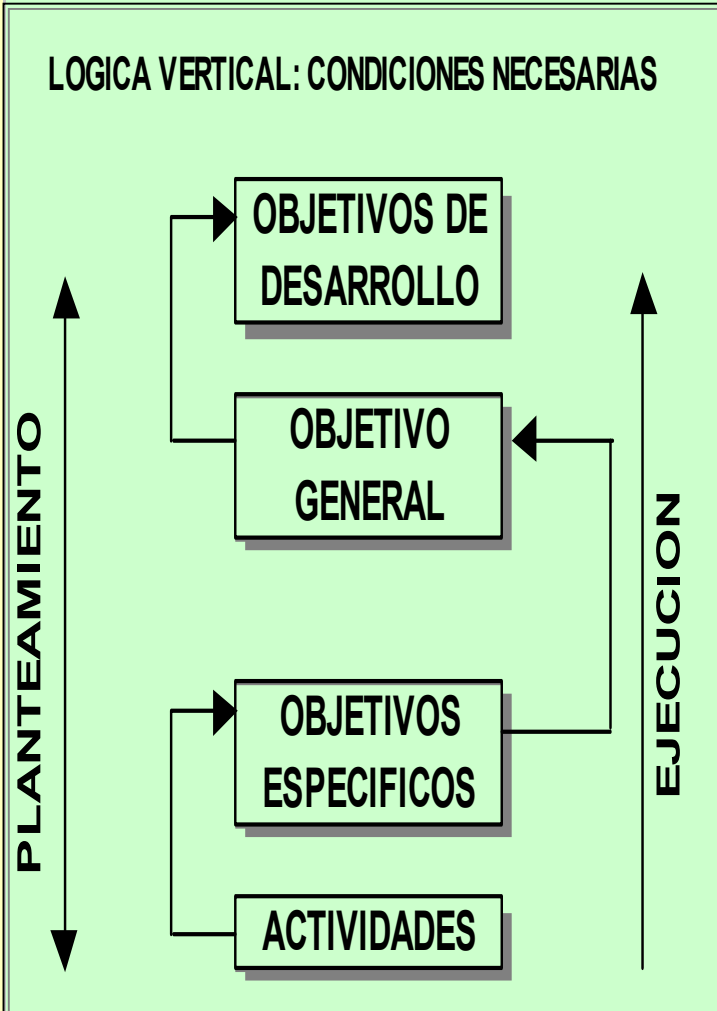 LOGICA VERTICAL: CONDICIONES NECESARIAS
OBJETIVOS DE
DESARROLLO
OBJETIVO
GENERAL
OBJETIVOS
ESPECIFICOS
ACTIVIDADES
PLANTEAMIENTO
EJECUCION